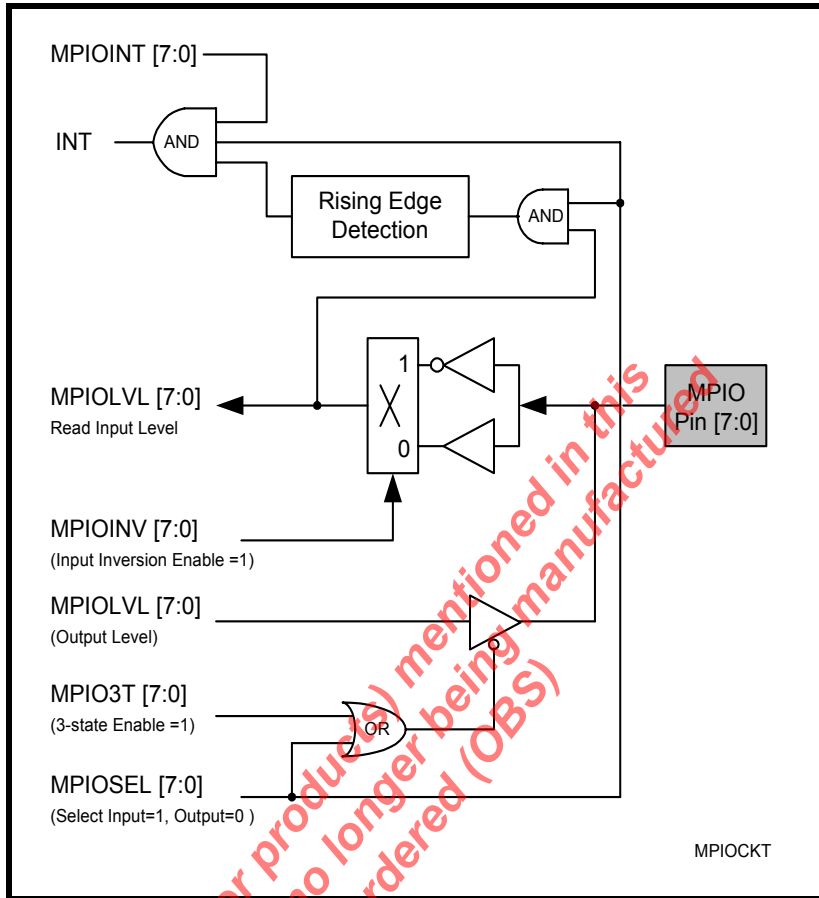 MPIOINT [7:0]
INT
AND
Rising Edge
Detection
AND
MPIOLVL [7:0]
Read Input Level
1
0
MPIO
Pin [7:0]
MPIOINV [7:0]
(Input Inversion Enable =1)
MPIOLVL [7:0]
(Output Level)
MPIO3T [7:0]
(3-state Enable =1)
OR
MPIOSEL [7:0]
(Select Input=1, Output=0 )
MPIOCKT
or products) mentioned in this
no longer being manufactured
rdered (OBS)